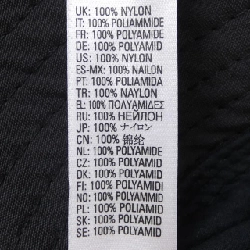 UK: 100% NYLON
IT: 100% POLIAMMIDE
FR: 100% POLYAMIDE
DE: 100% POLYAMID
US: 100% NYLON
ES-MX: 100% NAILON
PT: 100% POLIAMIDA
TR: 100% NAYLON
EL: 100% ΠΟΛΥΑΜΙΔΕΣ
RU: 100% НЕЙЛОН
JP: 100% ナイロン
CN: 100% 锦纶
NL: 100% POLYAMIDE
CZ: 100% POLYAMID
DK: 100% POLYAMID
FI: 100% POLYAMIDI
NO: 100% POLYAMID
PL: 100% POLIAMID
SK: 100% POLYAMID
SE: 100% POLYAMID